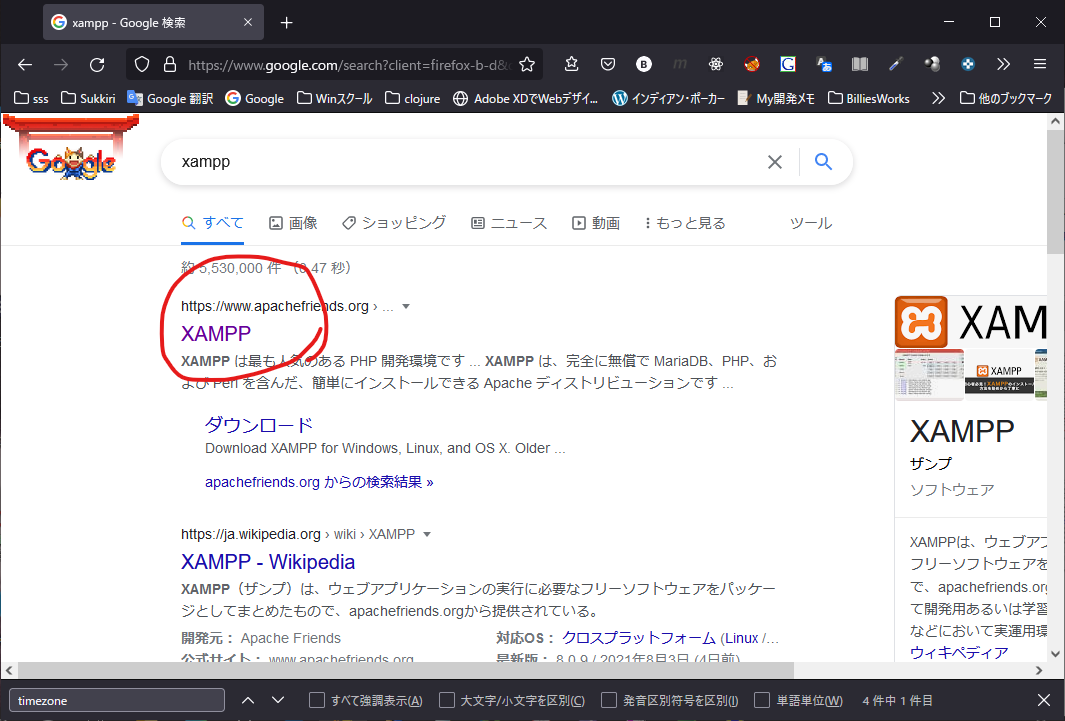 xampp - Google 検索
https://www.google.com/search?client=firefox-b-d&
sss
Sukkiri
Google 翻訳
Google
Winスクール
clojure
Adobe XDでWebデザイ...
インディアン・ポーカー
My開発メモ
BilliesWorks
他のブックマーク
Google
xampp
すべて
画像
ショッピング
ニュース
動画
もっと見る
ツール
約 5,530,000 件 （0.47 秒）
https://www.apachefriends.org › ...
XAMPP
XAMPP は最も人気のある PHP 開発環境です ... XAMPP は、完全に無償で MariaDB、PHP、お
よび Perl を含んだ、簡単にインストールできる Apache ディストリビューションです ...
ダウンロード
Download XAMPP for Windows, Linux, and OS X. Older ...
apachefriends.org からの検索結果 »
https://ja.wikipedia.org › wiki › XAMPP
XAMPP - Wikipedia
XAMPP（ザンプ）は、ウェブアプリケーションの実行に必要なフリーソフトウェアをパッケー
ジとしてまとめたもので、apachefriends.orgから提供されている。
開発元： Apache Friends
対応OS： クロスプラットフォーム (Linux /...
公式サイト： www.apachefriends.org
最新版： 8.0.9 / 2021年8月3日 (4日前)
XAM
XAMPP
XAMPP
ザンプ
ソフトウェア
XAMPPは、ウェブアプ
フリーソフトウェアを
で、apachefriends.org
て開発用あるいは学習
などにおいて実運用環
ウィキペディア
timezone
すべて強調表示(A)
大文字/小文字を区別(C)
発音区別符号を区別(I)
単語単位(W)
4 件中 1 件目